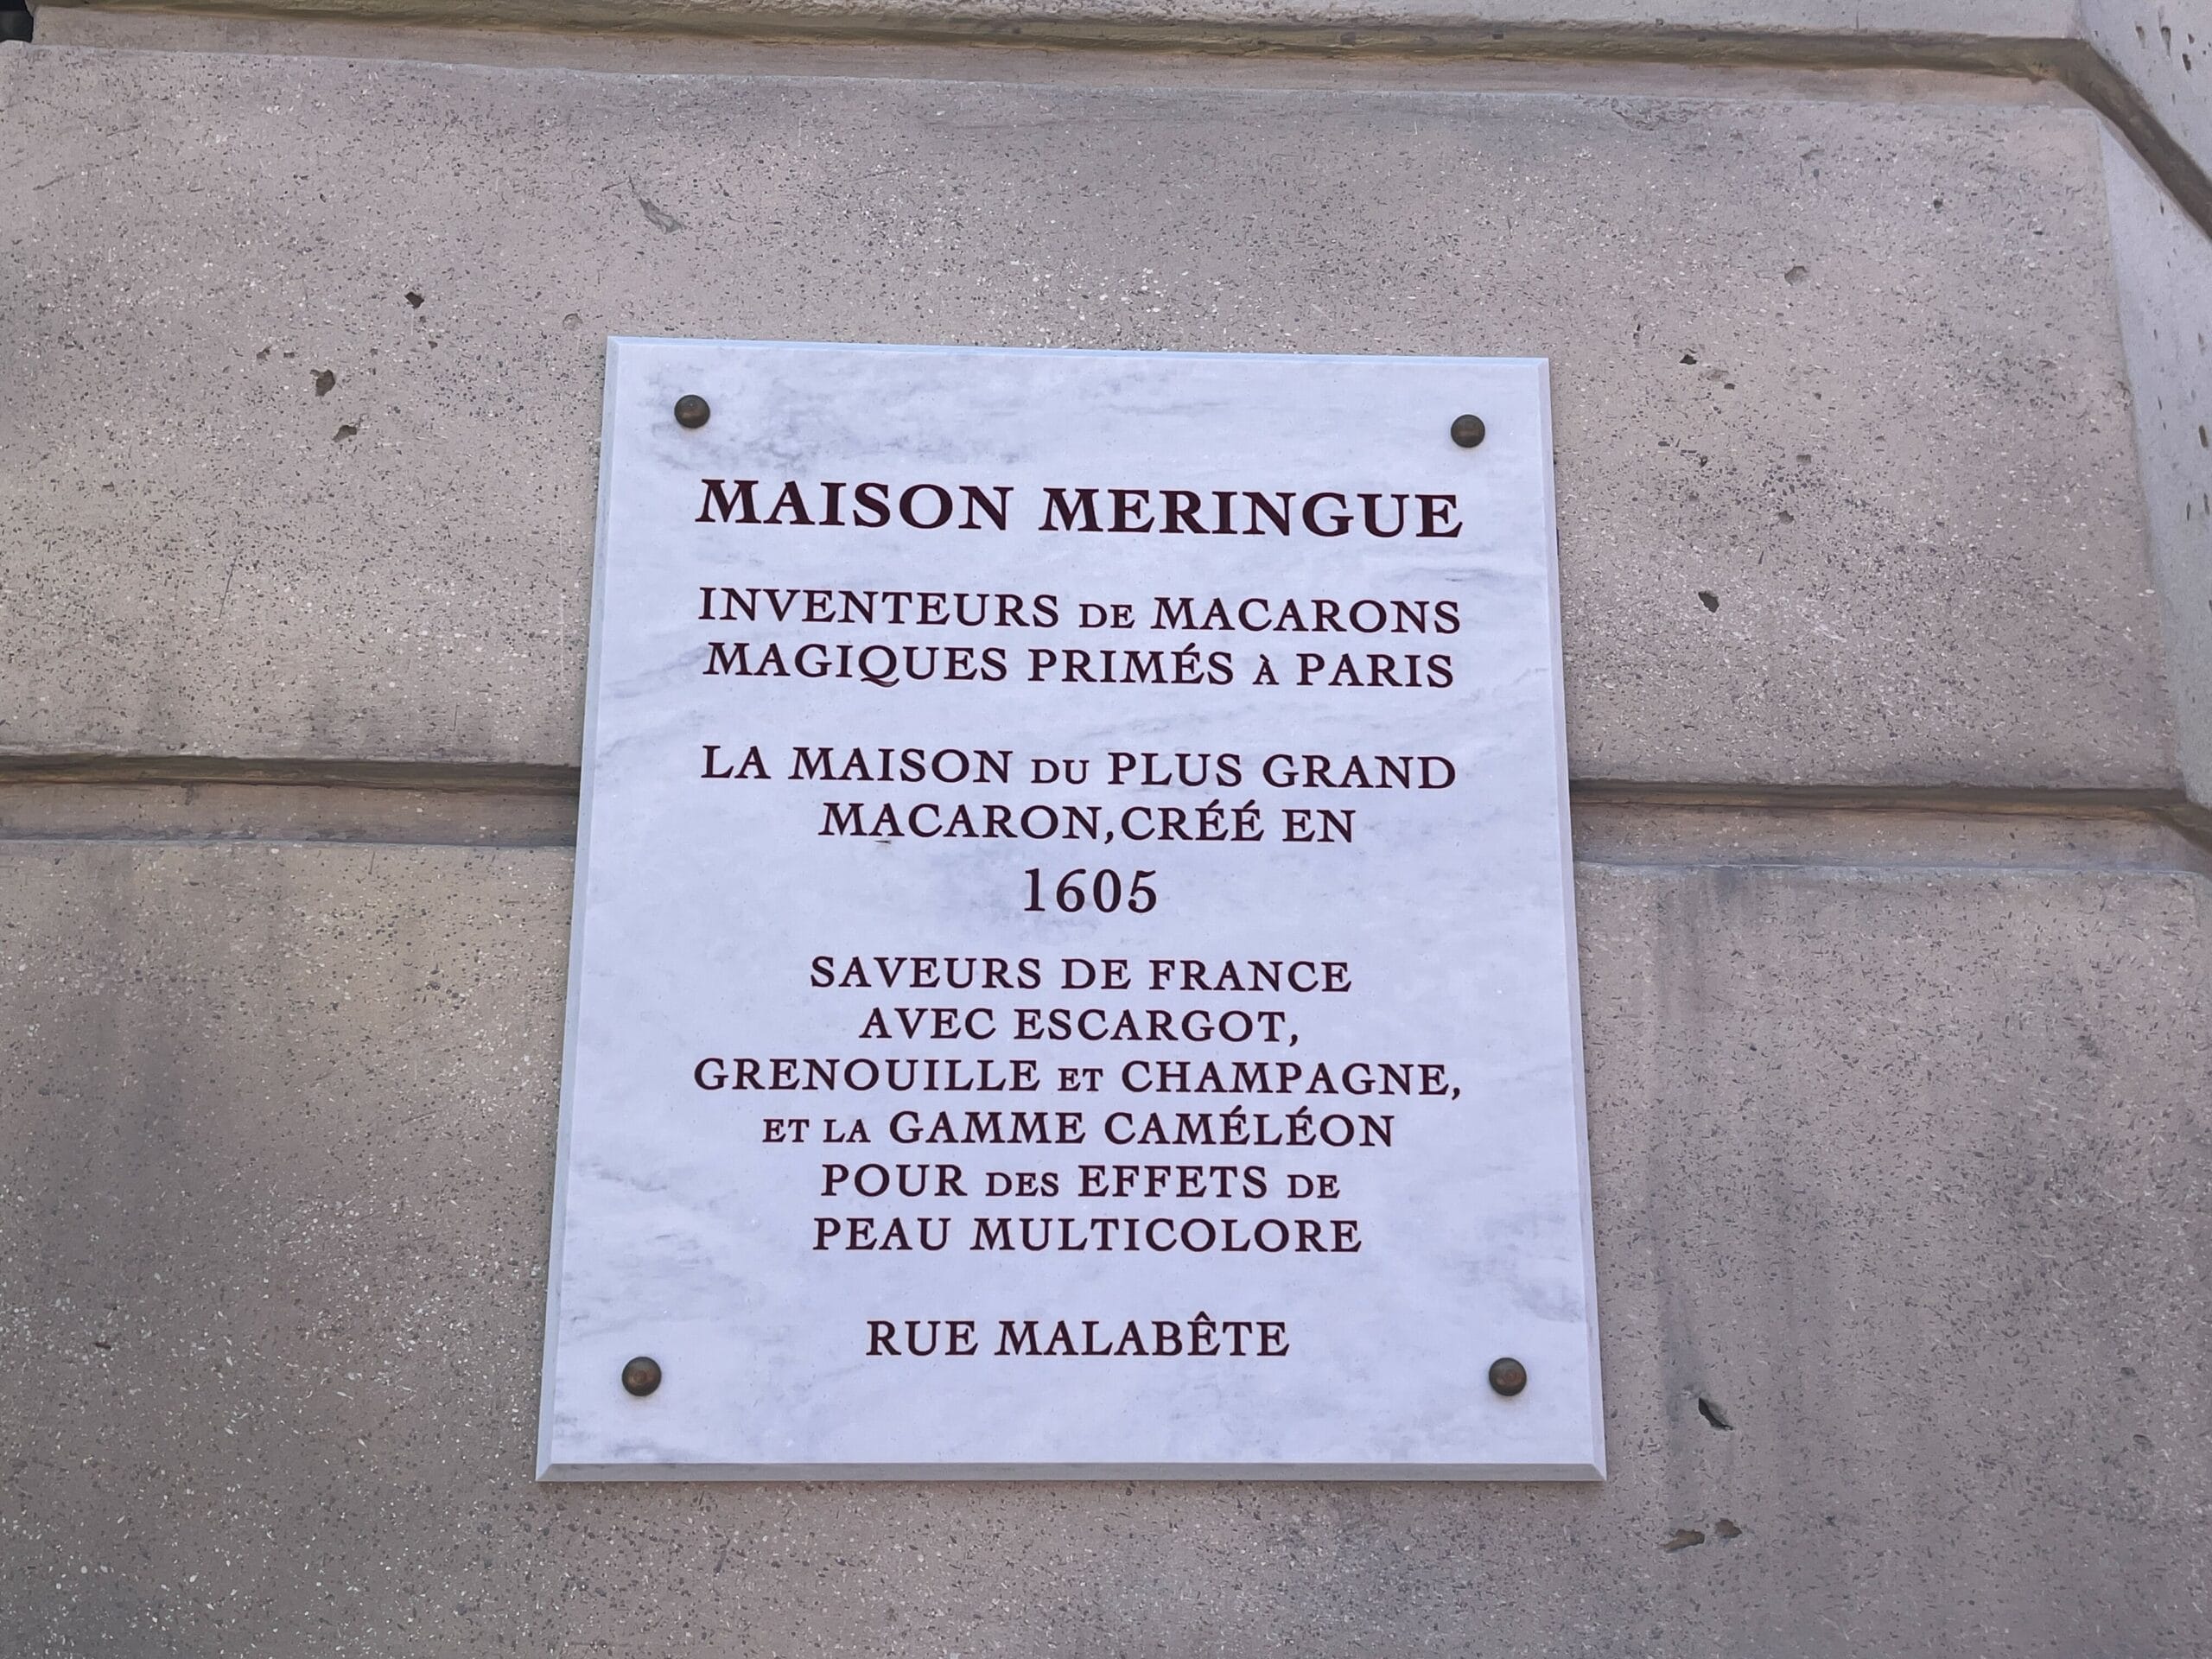 MAISON MERINGUE
INVENTEURS DE MACARONS
MAGIQUES PRIMÉS À PARIS
LA MAISON DU PLUS GRAND
MACARON,CRÉÉ EN
1605
SAVEURS DE FRANCE
AVEC ESCARGOT,
GRENOUILLE ET CHAMPAGNE,
ET LA GAMME CAMÉLÉON
POUR DES EFFETS DE
PEAU MULTICOLORE
RUE MALABÊTE